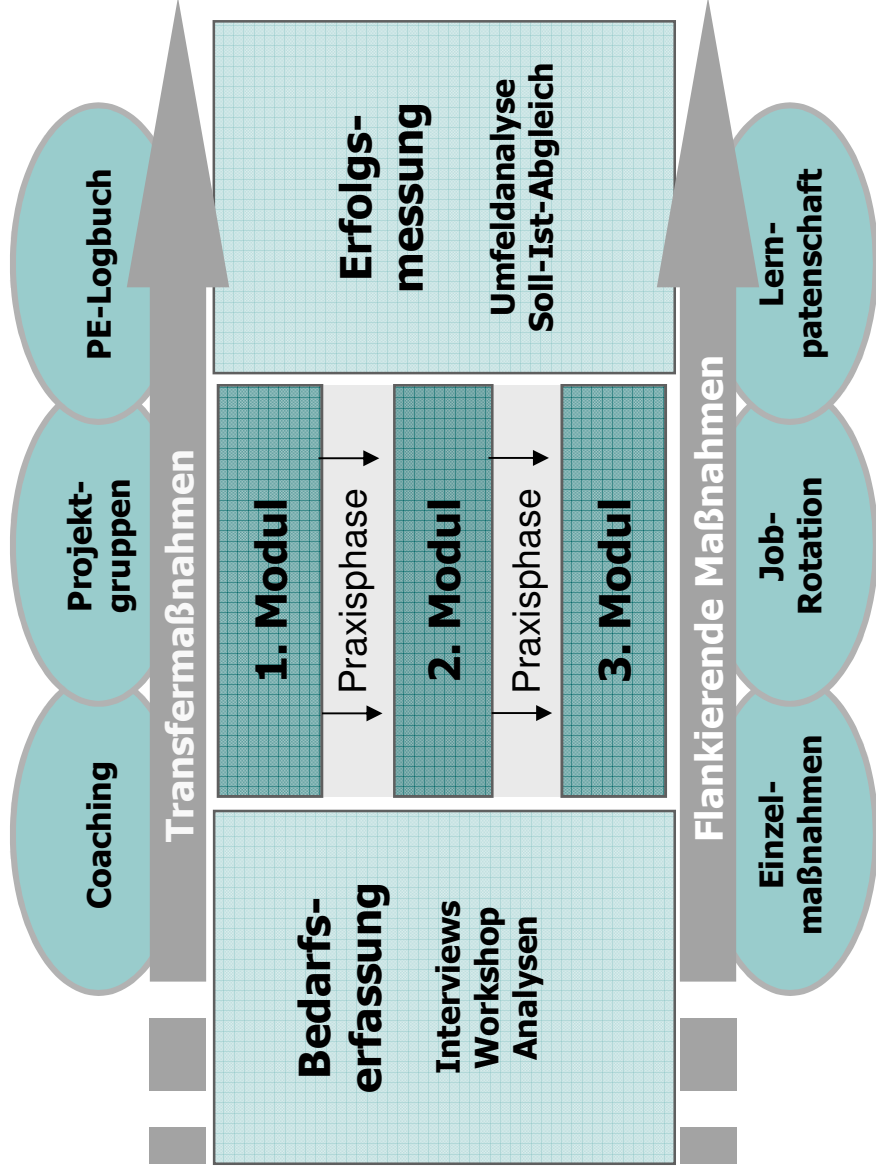 Coaching
Projekt-
gruppen
PE-Logbuch
Transfermaßnahmen
Bedarfs-
erfassung
Interviews
Workshop
Analysen
1. Modul
Praxisphase
2. Modul
Praxisphase
3. Modul
Erfolgs-
messung
Umfeldanalyse
Soll-Ist-Abgleich
Flankierende Maßnahmen
Einzel-
maßnahmen
Job-
Rotation
Lern-
patenschaft